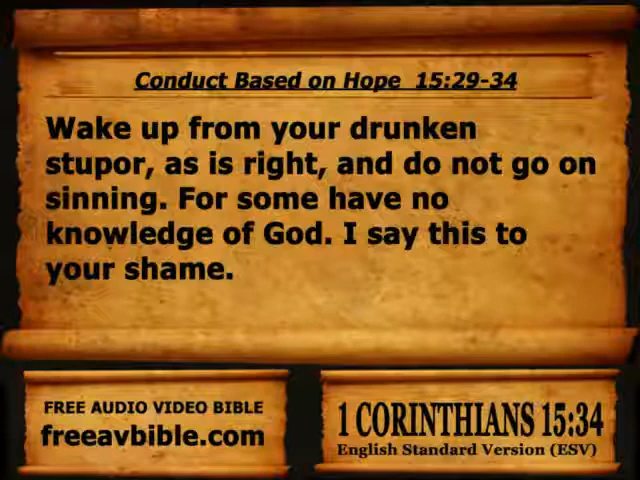 Conduct Based on Hope 15:29-34
Wake up from your drunken
stupor, as is right, and do not go on
sinning. For some have no
knowledge of God. I say this to
your shame.
FREE AUDIO VIDEO BIBLE
freeavbible.com
1 CORINTHIANS 15:34
English Standard Version (ESV)